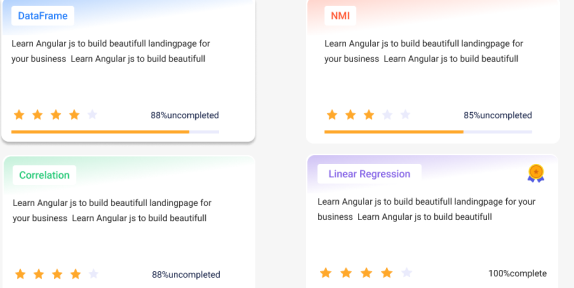 DataFrame
Learn Angular js to build beautifull landingpage for
your business  Learn Angular js to build beautifull
88%uncompleted
NMI
Learn Angular js to build beautifull landingpage for
your business  Learn Angular js to build beautifull
85%uncompleted
Correlation
Learn Angular js to build beautifull landingpage for
your business  Learn Angular js to build beautifull
88%uncompleted
Linear Regression
Learn Angular js to build beautifull landingpage for your
business  Learn Angular js to build beautifull
100%complete